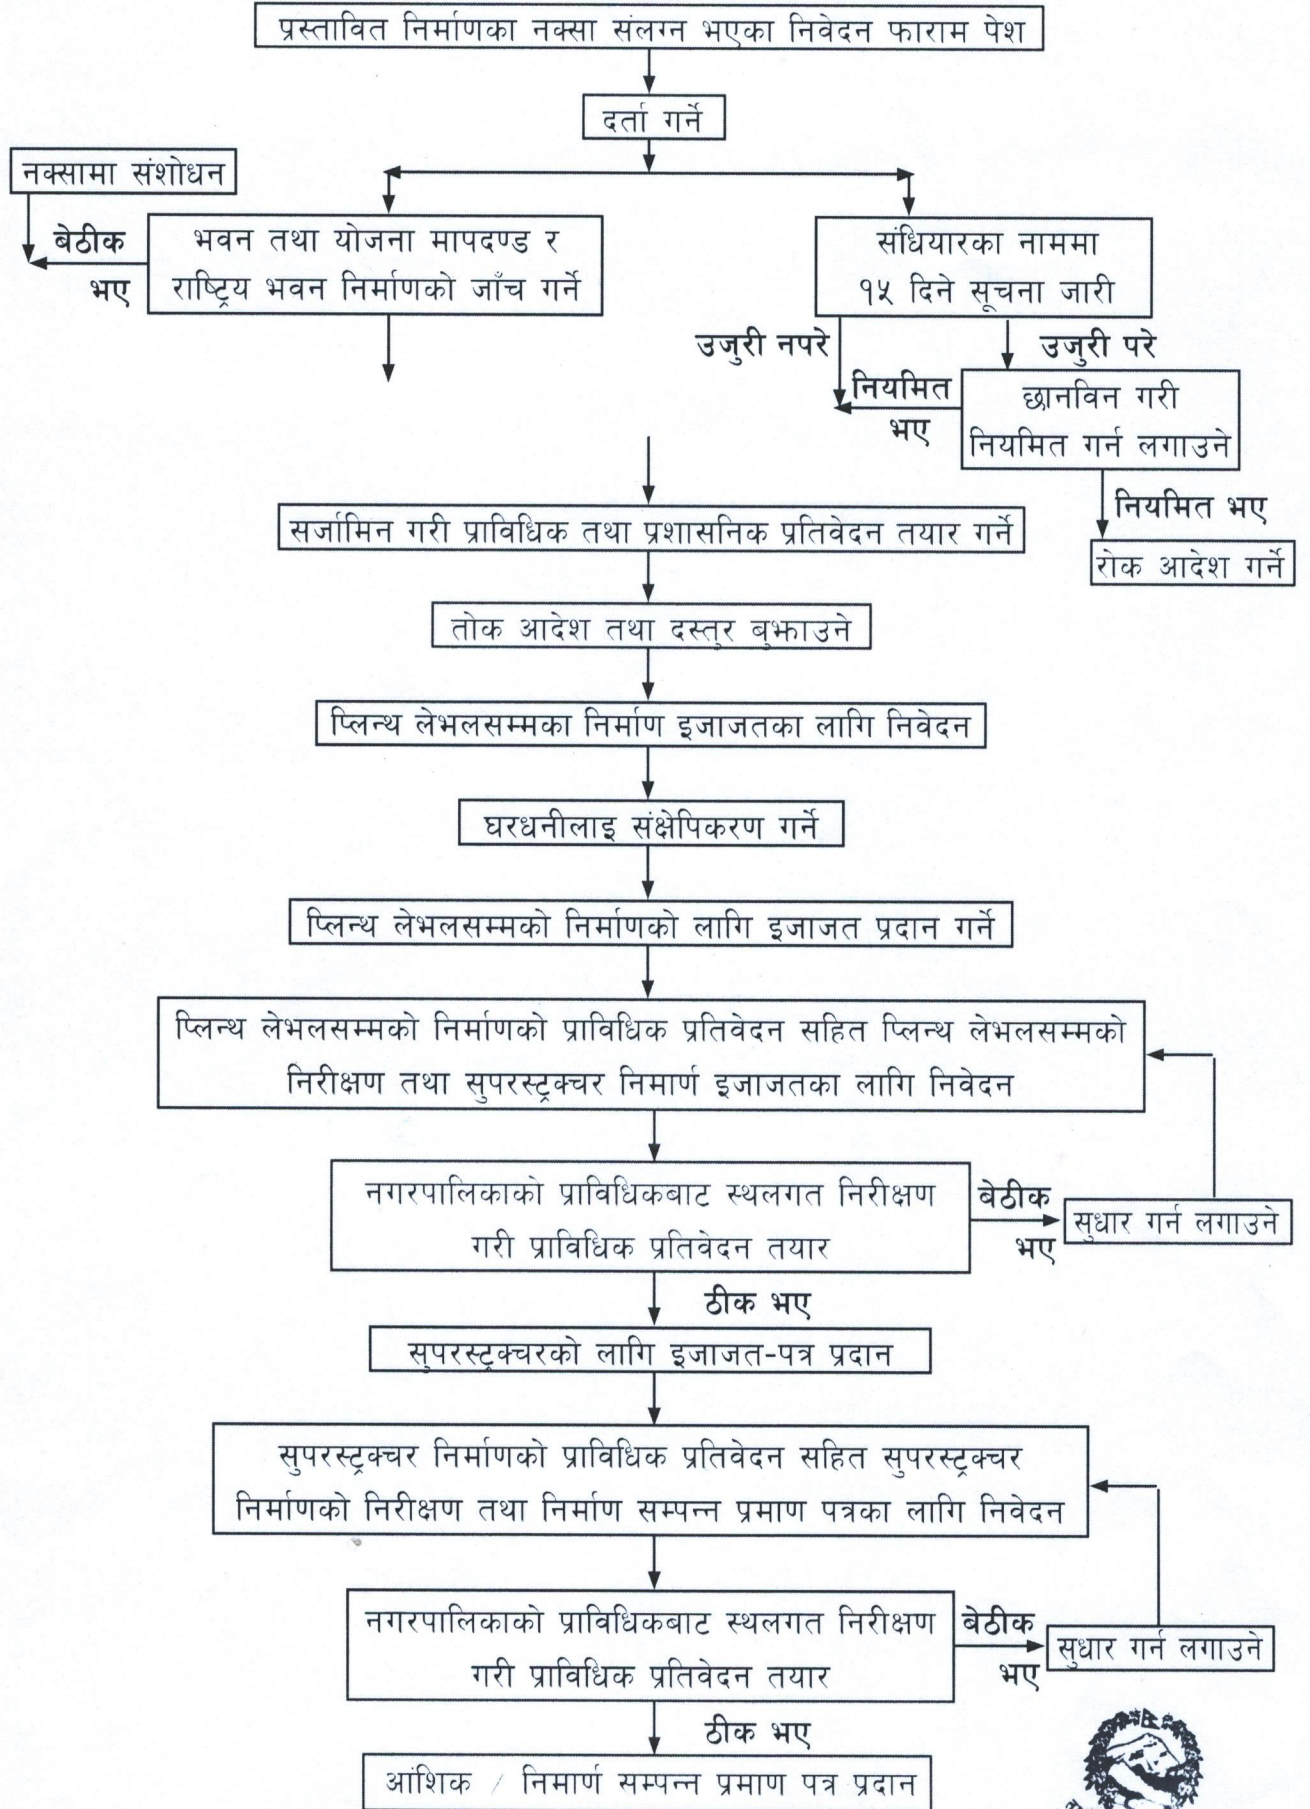 प्रस्तावित निर्माणका नक्सा संलग्न भएका निवेदन फाराम पेश
दर्ता गर्ने
नक्सामा संशोधन
बेठीक
भए
भवन तथा योजना मापदण्ड र
राष्ट्रिय भवन निर्माणको जाँच गर्ने
संधियारका नाममा
१५ दिने सूचना जारी
उजुरी नपरे
उजुरी परे
नियमित
भए
छानविन गरी
नियमित गर्न लगाउने
नियमित भए
रोक आदेश गर्ने
सर्जामिन गरी प्राविधिक तथा प्रशासनिक प्रतिवेदन तयार गर्ने
तोक आदेश तथा दस्तुर बुझाउने
प्लिन्थ लेभलसम्मका निर्माण इजाजतका लागि निवेदन
घरधनीलाइ संक्षेपिकरण गर्ने
प्लिन्थ लेभलसम्मको निर्माणको लागि इजाजत प्रदान गर्ने
प्लिन्थ लेभलसम्मको निर्माणको प्राविधिक प्रतिवेदन सहित प्लिन्थ लेभलसम्मको
निरीक्षण तथा सुपरस्ट्रक्चर निमार्ण इजाजतका लागि निवेदन
नगरपालिकाको प्राविधिकबाट स्थलगत निरीक्षण
गरी प्राविधिक प्रतिवेदन तयार
बेठीक
भए
सुधार गर्न लगाउने
ठीक भए
सुपरस्ट्रक्चरको लागि इजाजत-पत्र प्रदान
सुपरस्ट्रक्चर निर्माणको प्राविधिक प्रतिवेदन सहित सुपरस्ट्रक्चर
निर्माणको निरीक्षण तथा निर्माण सम्पन्न प्रमाण पत्रका लागि निवेदन
नगरपालिकाको प्राविधिकबाट स्थलगत निरीक्षण
गरी प्राविधिक प्रतिवेदन तयार
बेठीक
भए
सुधार गर्न लगाउने
ठीक भए
आंशिक / निमार्ण सम्पन्न प्रमाण पत्र प्रदान